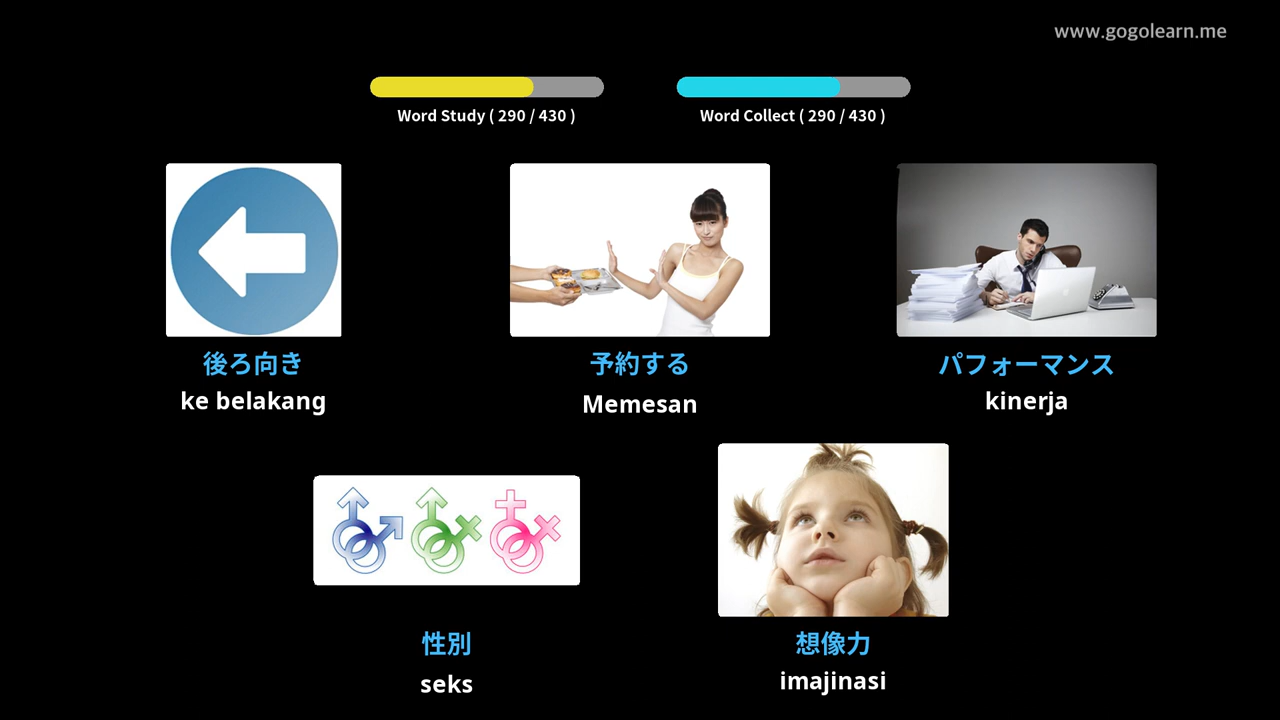 www.gogolearn.me
Word Study ( 290 / 430 )
Word Collect ( 290 / 430 )
後ろ向き
ke belakang
予約する
Memesan
パフォーマンス
kinerja
性別
seks
想像力
imajinasi